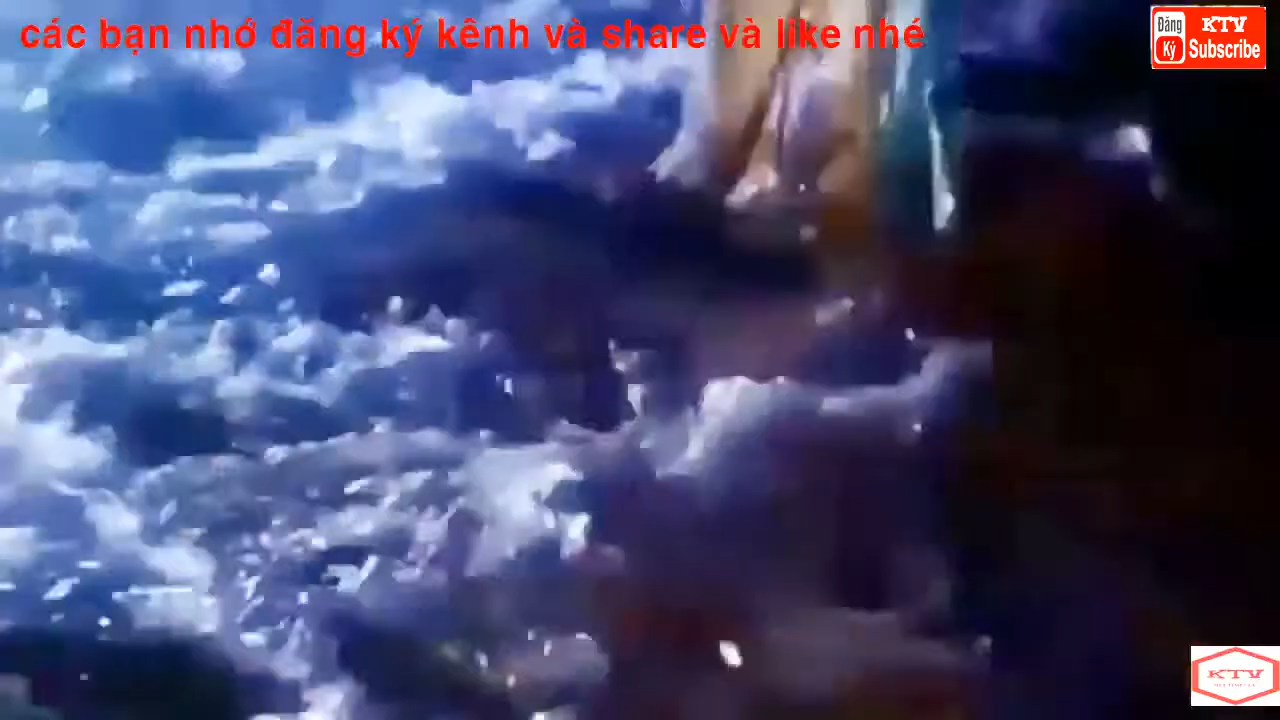 các bạn nhớ đăng ký kênh và share và like nhé
Đăng
Ký
KTV
Subscribe
KTV